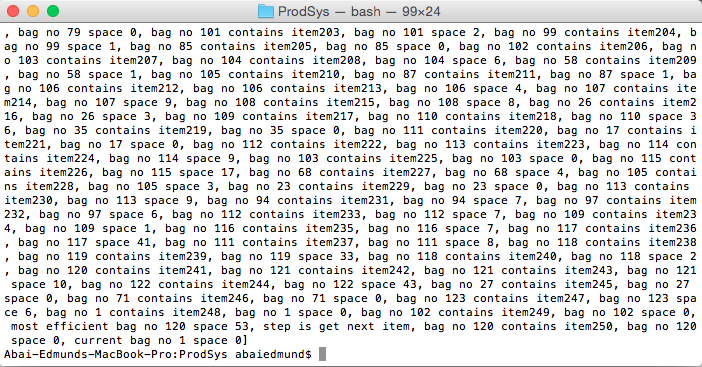 ProdSys — bash — 99×24
, bag no 79 space 0, bag no 101 contains item203, bag no 101 space 2, bag no 99 contains item204, b
ag no 99 space 1, bag no 85 contains item205, bag no 85 space 0, bag no 102 contains item206, bag n
o 103 contains item207, bag no 104 contains item208, bag no 104 space 6, bag no 58 contains item209
, bag no 58 space 1, bag no 105 contains item210, bag no 87 contains item211, bag no 87 space 1, ba
g no 106 contains item212, bag no 106 contains item213, bag no 106 space 4, bag no 107 contains ite
m214, bag no 107 space 9, bag no 108 contains item215, bag no 108 space 8, bag no 26 contains item2
16, bag no 26 space 3, bag no 109 contains item217, bag no 110 contains item218, bag no 110 space 3
6, bag no 35 contains item219, bag no 35 space 0, bag no 111 contains item220, bag no 17 contains i
tem221, bag no 17 space 0, bag no 112 contains item222, bag no 113 contains item223, bag no 114 con
tains item224, bag no 114 space 9, bag no 103 contains item225, bag no 103 space 0, bag no 115 cont
ains item226, bag no 115 space 17, bag no 68 contains item227, bag no 68 space 4, bag no 105 contai
ns item228, bag no 105 space 3, bag no 23 contains item229, bag no 23 space 0, bag no 113 contains
item230, bag no 113 space 9, bag no 94 contains item231, bag no 94 space 7, bag no 97 contains item
232, bag no 97 space 6, bag no 112 contains item233, bag no 112 space 7, bag no 109 contains item23
4, bag no 109 space 1, bag no 116 contains item235, bag no 116 space 7, bag no 117 contains item236
, bag no 117 space 41, bag no 111 contains item237, bag no 111 space 8, bag no 118 contains item238
, bag no 119 contains item239, bag no 119 space 33, bag no 118 contains item240, bag no 118 space 2
, bag no 120 contains item241, bag no 121 contains item242, bag no 121 contains item243, bag no 121
 space 10, bag no 122 contains item244, bag no 122 space 43, bag no 27 contains item245, bag no 27
space 0, bag no 71 contains item246, bag no 71 space 0, bag no 123 contains item247, bag no 123 spa
ce 6, bag no 1 contains item248, bag no 1 space 0, bag no 102 contains item249, bag no 102 space 0,
 most efficient bag no 120 space 53, step is get next item, bag no 120 contains item250, bag no 120
 space 0, current bag no 1 space 0]
Abai-Edmunds-MacBook-Pro:ProdSys abaiedmund$